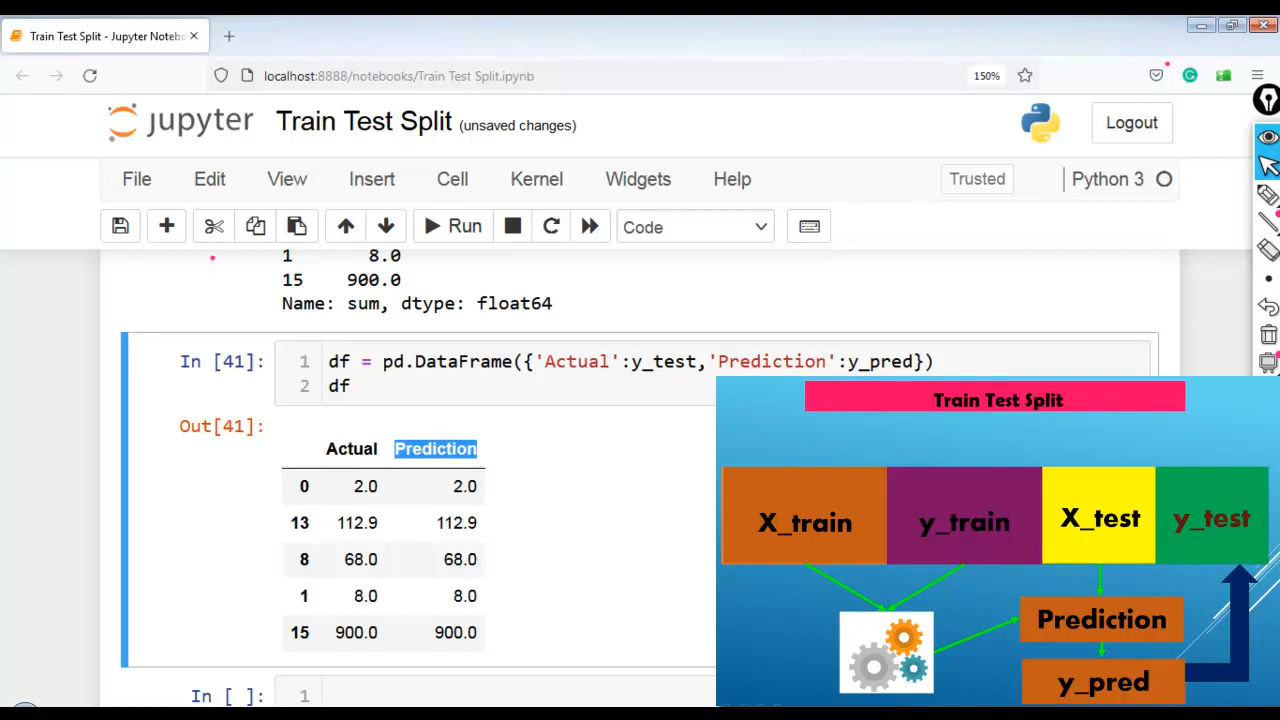 Train Test Split - Jupyter Notebo
localhost:8888/notebooks/Train Test Split.ipynb
150%
jupyter Train Test Split (unsaved changes)
Logout
File Edit View Insert Cell Kernel Widgets Help
Trusted
Python 3
Run
Code
1 8.0
15 900.0
Name: sum, dtype: float64
In [41]:
1 df = pd.DataFrame({'Actual':y_test,'Prediction':y_pred})
2 df
Out[41]:
Actual Prediction
0 2.0 2.0
13 112.9 112.9
8 68.0 68.0
1 8.0 8.0
15 900.0 900.0
In [ ]:
1
Train Test Split
X_train y_train X_test y_test
Prediction
y_pred